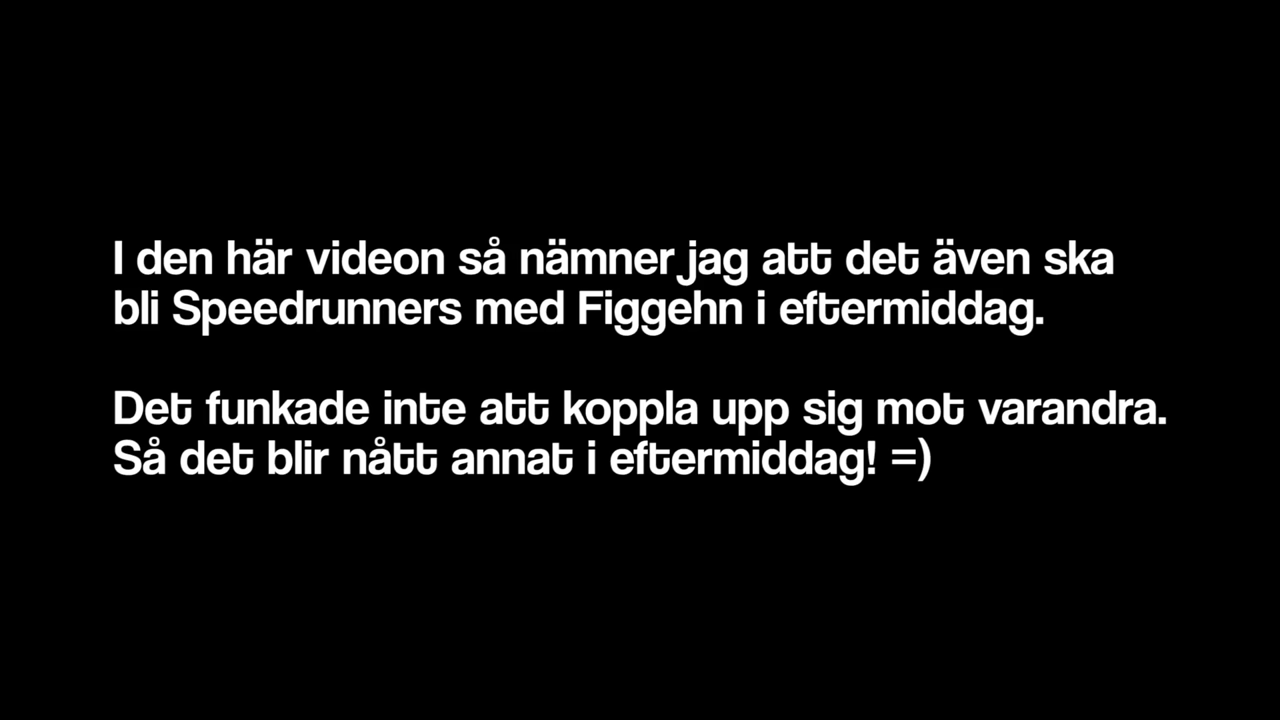 I den här videon så nämner jag att det även ska
bli Speedrunners med Figgehn i eftermiddag.
Det funkade inte att koppla upp sig mot varandra.
Så det blir nått annat i eftermiddag! =)